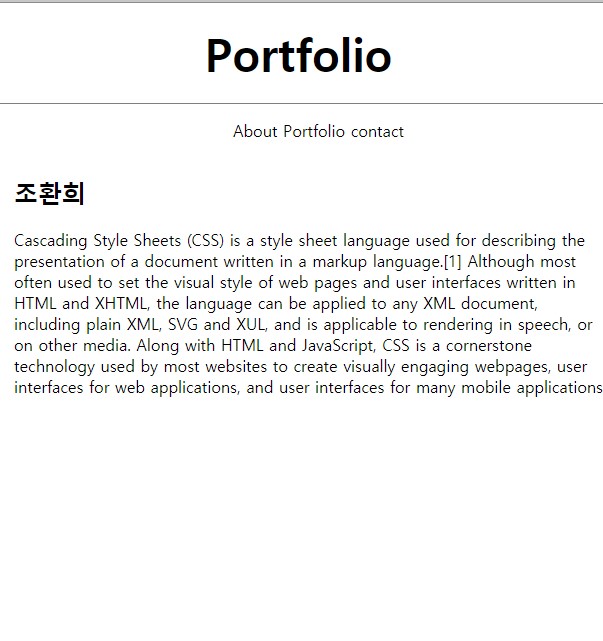 Portfolio
About Portfolio contact
조환희
Cascading Style Sheets (CSS) is a style sheet language used for describing the
presentation of a document written in a markup language.[1] Although most
often used to set the visual style of web pages and user interfaces written in
HTML and XHTML, the language can be applied to any XML document,
including plain XML, SVG and XUL, and is applicable to rendering in speech, or
on other media. Along with HTML and JavaScript, CSS is a cornerstone
technology used by most websites to create visually engaging webpages, user
interfaces for web applications, and user interfaces for many mobile applications